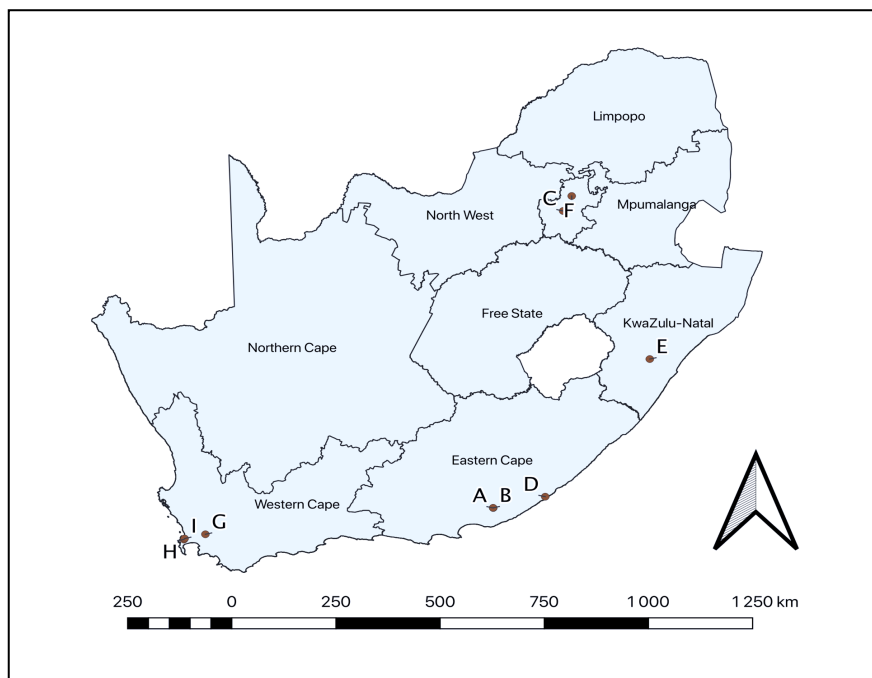 Limpopo
C
F
North West
Mpumalanga
Free State
KwaZulu-Natal
E
Northern Cape
Eastern Cape
A B
D
Western Cape
I
G
H
250 0 250 500 750 1 000 1 250 km